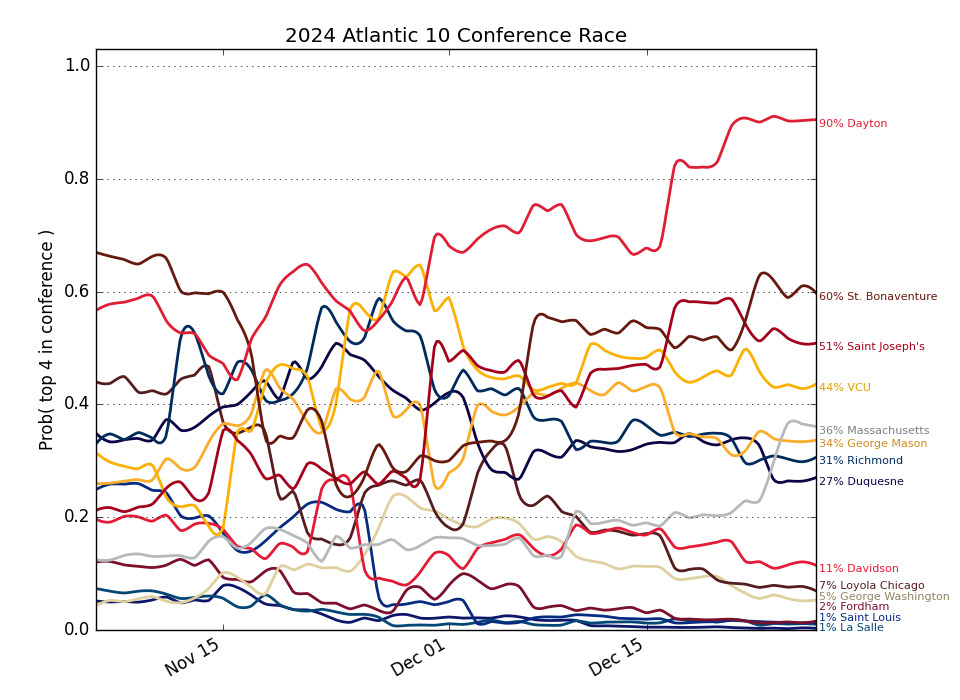 2024 Atlantic 10 Conference Race
Prob( top 4 in conference )
1.0
0.8
0.6
0.4
0.2
0.0
Nov 15
Dec 01
Dec 15
90% Dayton
60% St. Bonaventure
51% Saint Joseph's
44% VCU
36% Massachusetts
34% George Mason
31% Richmond
27% Duquesne
11% Davidson
7% Loyola Chicago
5% George Washington
2% Fordham
1% Saint Louis
1% La Salle